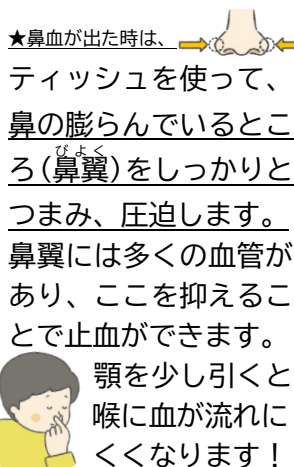 ★鼻血が出た時は、
ティッシュを使って、
鼻の膨らんでいるとこ
ろ(鼻翼)をしっかりと
つまみ、圧迫します。
鼻翼には多くの血管が
あり、ここを抑えるこ
とで止血ができます。
顎を少し引くと
喉に血が流れに
くくなります！